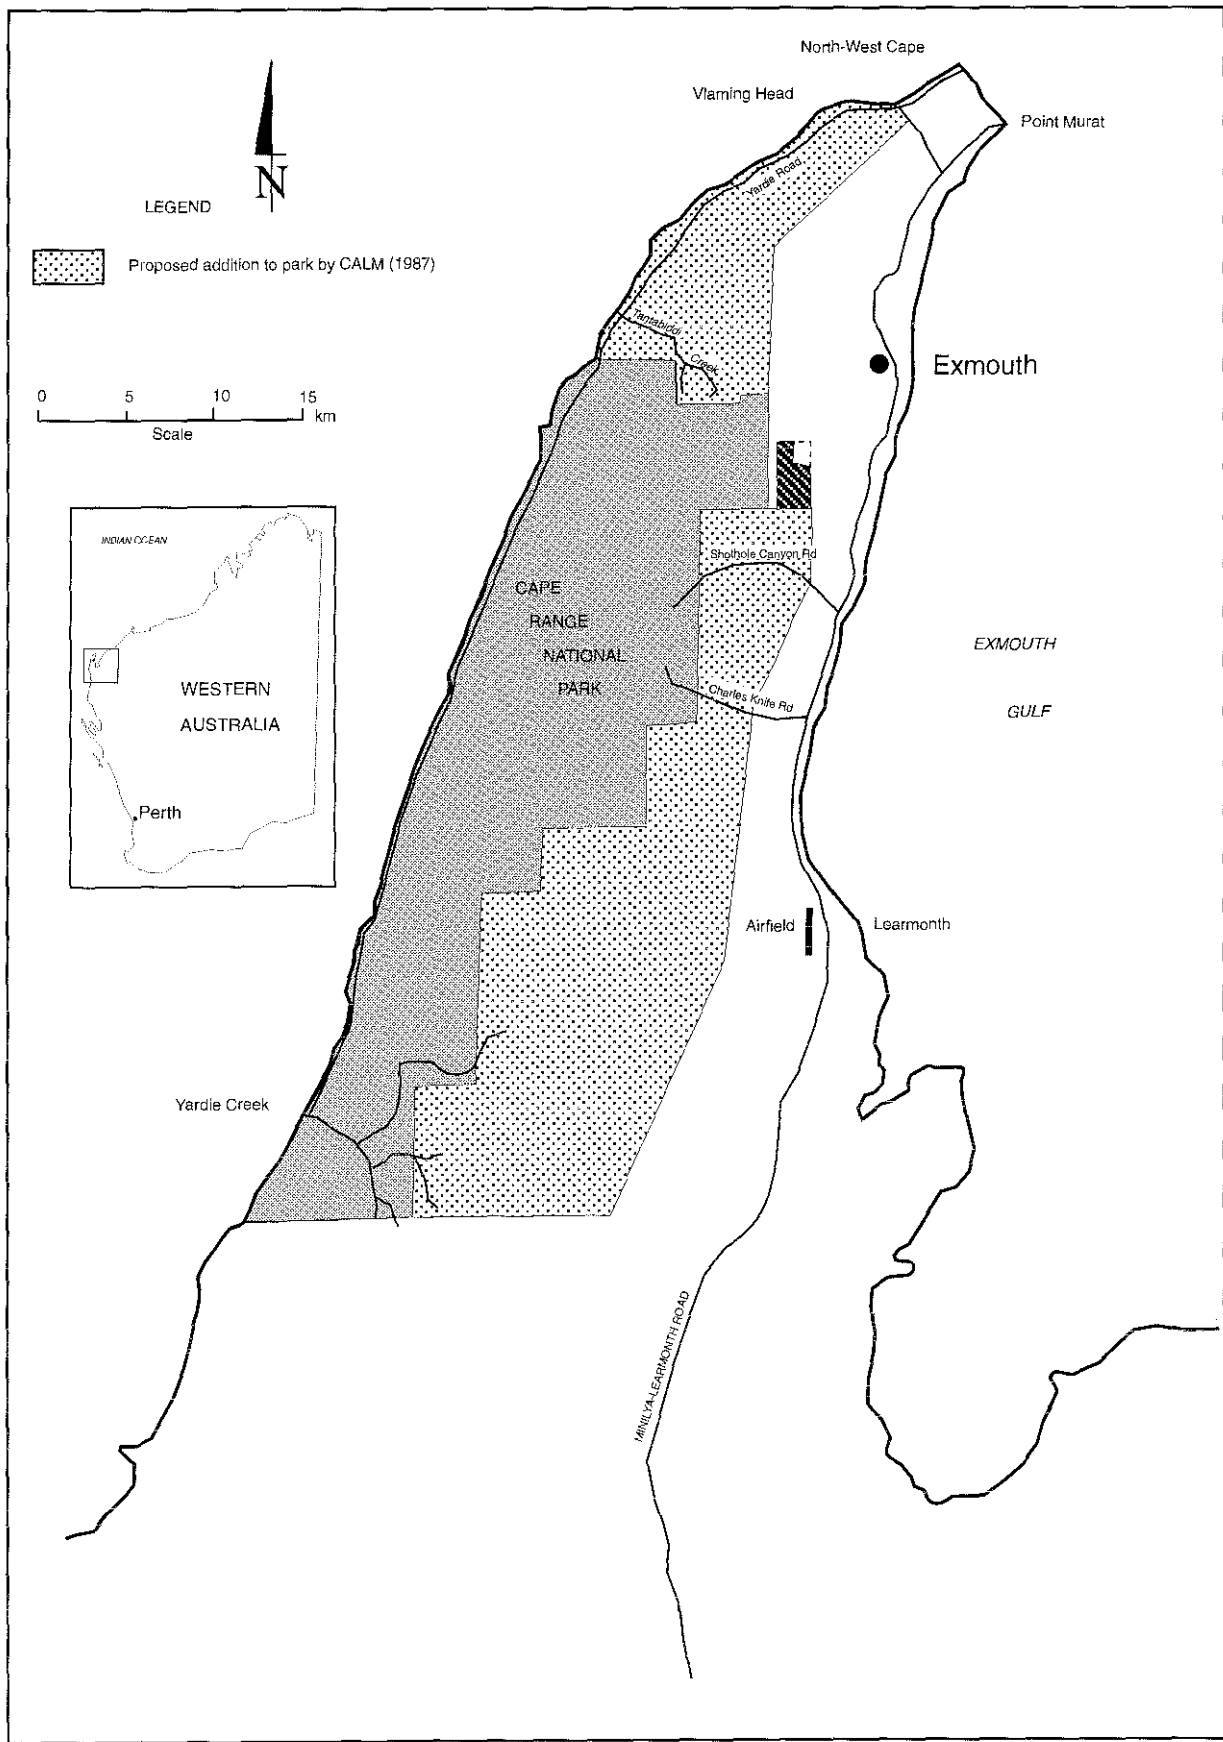 North-West Cape
Vlaming Head
Point Murat
N
LEGEND
Yardie Road
Proposed addition to park by CALM (1987)
Tantabiddi
Creek
Exmouth
0 5 10 15
km
Scale
INDIAN OCEAN
Shothole Canyon Rd
CAPE
RANGE
NATIONAL
PARK
EXMOUTH
GULF
WESTERN
AUSTRALIA
Charles Knife Rd
Perth
Airfield
Learmonth
Yardie Creek
MINILYA-LEARMONTH ROAD